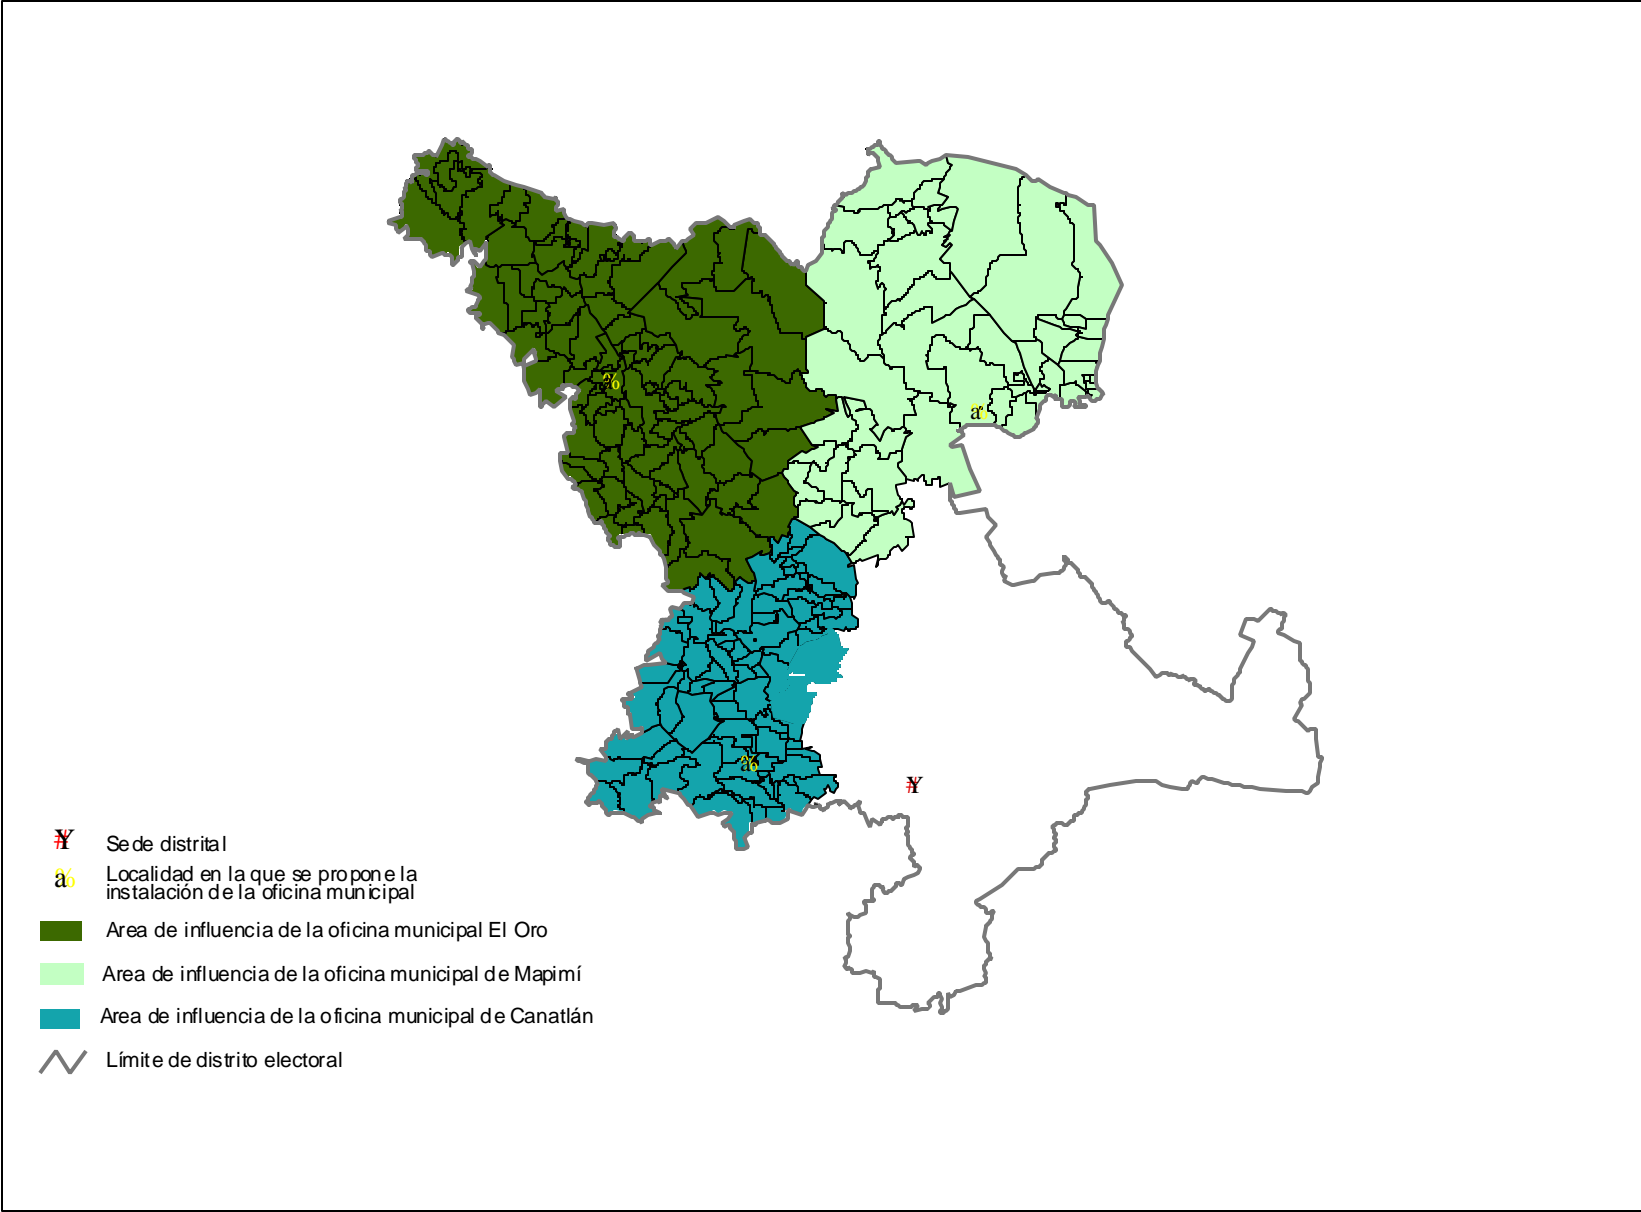 a%
a%
a%
#Y
#Y Sede distrital
a% Localidad en la que se propone la
instalación de la oficina municipal
Area de influencia de la oficina municipal El Oro
Area de influencia de la oficina municipal de Mapimí
Area de influencia de la oficina municipal de Canatlán
Límite de distrito electoral